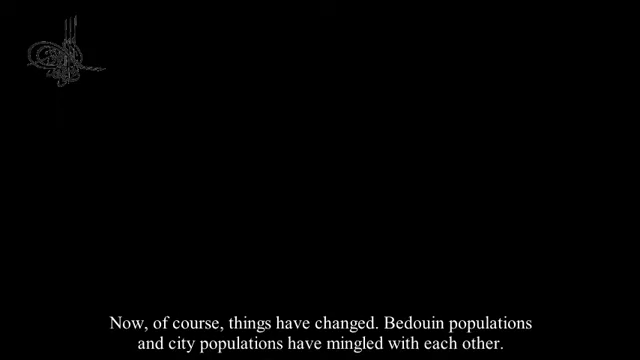 Now, of course, things have changed. Bedouin populations
and city populations have mingled with each other.